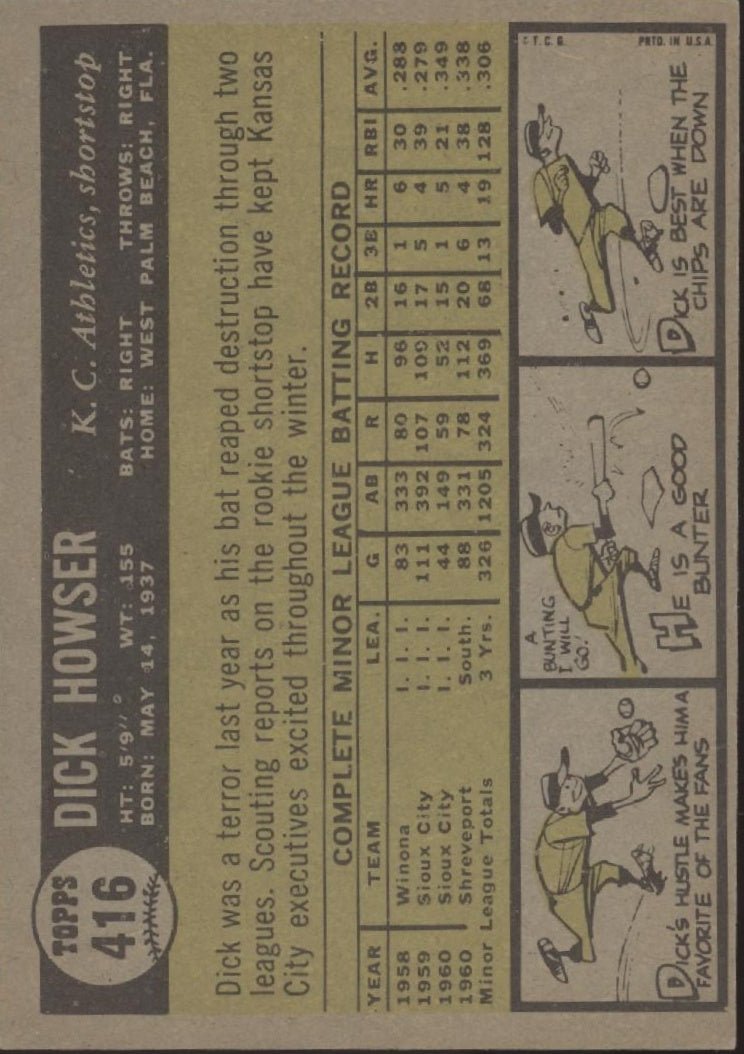 TOPPS
416
DICK HOWSER
K. C. Athletics, shortstop
HT: 5'9" WT: 155 BATS: RIGHT THROWS: RIGHT
BORN: MAY 14, 1937 HOME: WEST PALM BEACH, FLA.
Dick was a terror last year as his bat reaped destruction through two
leagues. Scouting reports on the rookie shortstop have kept Kansas
City executives excited throughout the winter.
COMPLETE MINOR LEAGUE BATTING RECORD
YEAR TEAM LEA. G AB R H 2B 3B HR RBI AVG.
1958 Winona I. I. I. 83 333 80 96 16 1 6 30 .288
1959 Sioux City I. I. I. 111 392 107 109 17 5 4 39 .279
1960 Sioux City I. I. I. 44 149 59 52 15 1 5 21 .349
1960 Shreveport South. 88 331 78 112 20 6 4 38 .338
Minor League Totals 3 Yrs. 326 1205 324 369 68 13 19 128 .306
DICK'S HUSTLE MAKES HIM A
FAVORITE OF THE FANS
A
BUNTING
I WILL
GO!
HE IS A GOOD
BUNTER
© T. C. G. PRTD. IN U.S.A.
DICK IS BEST WHEN THE
CHIPS ARE DOWN